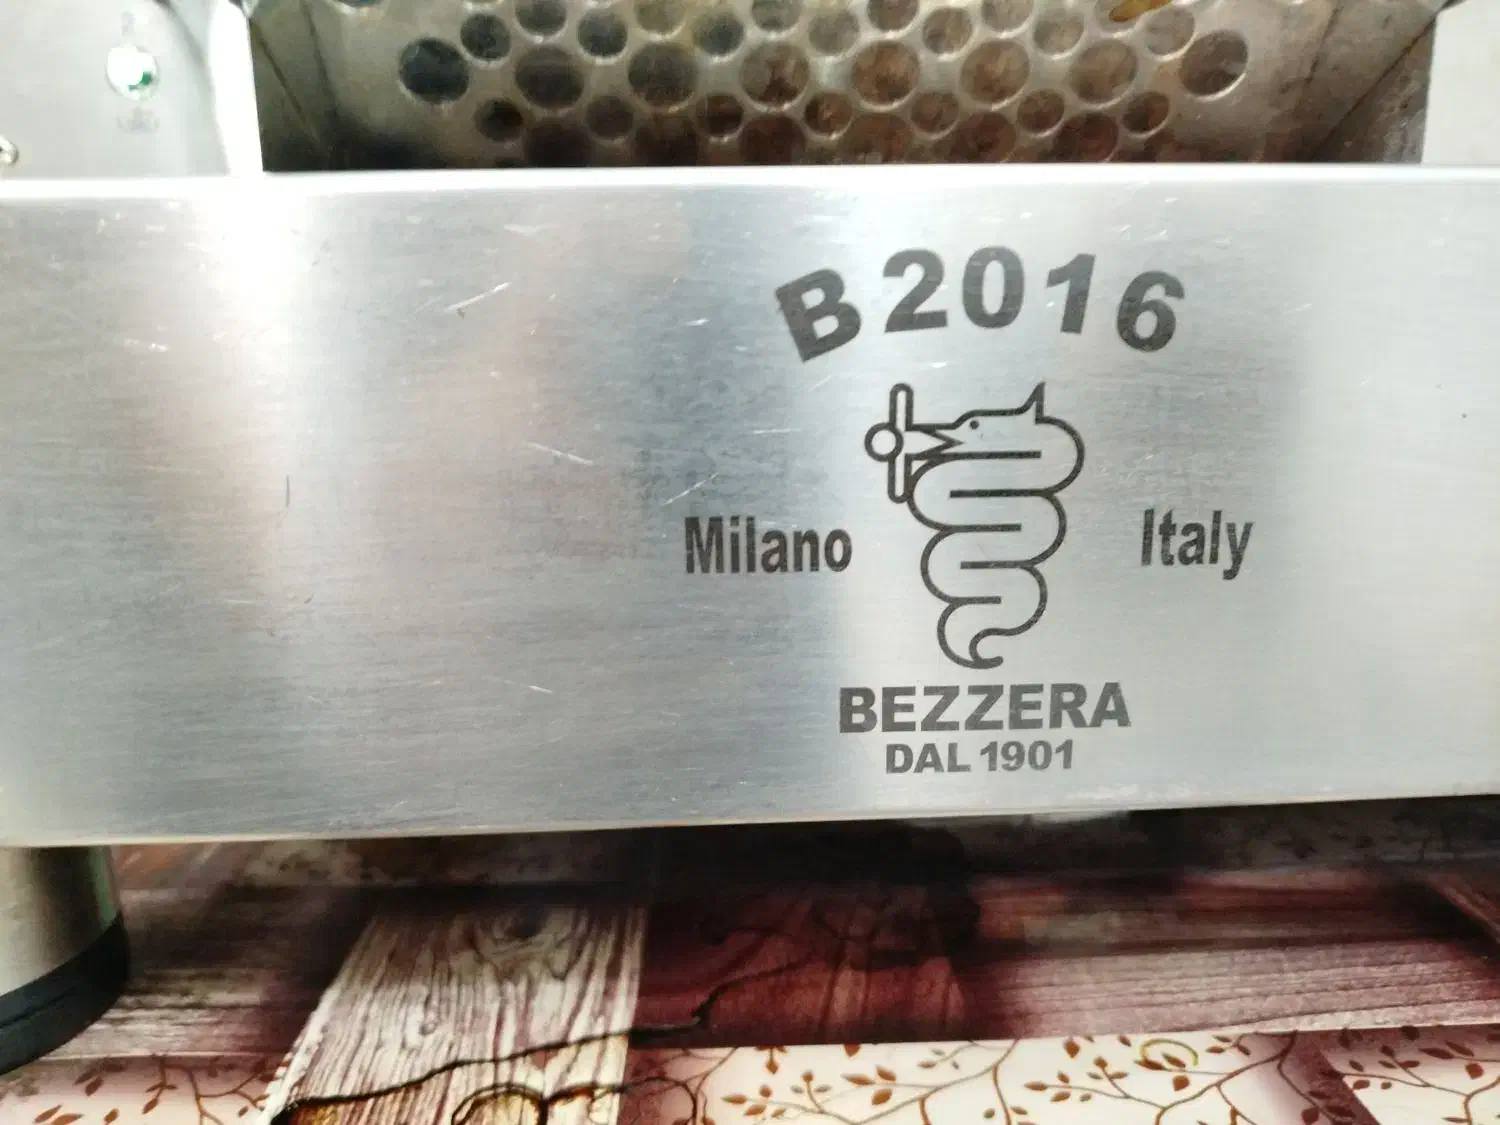 B2016
Milano Italy
BEZZERA
DAL 1901